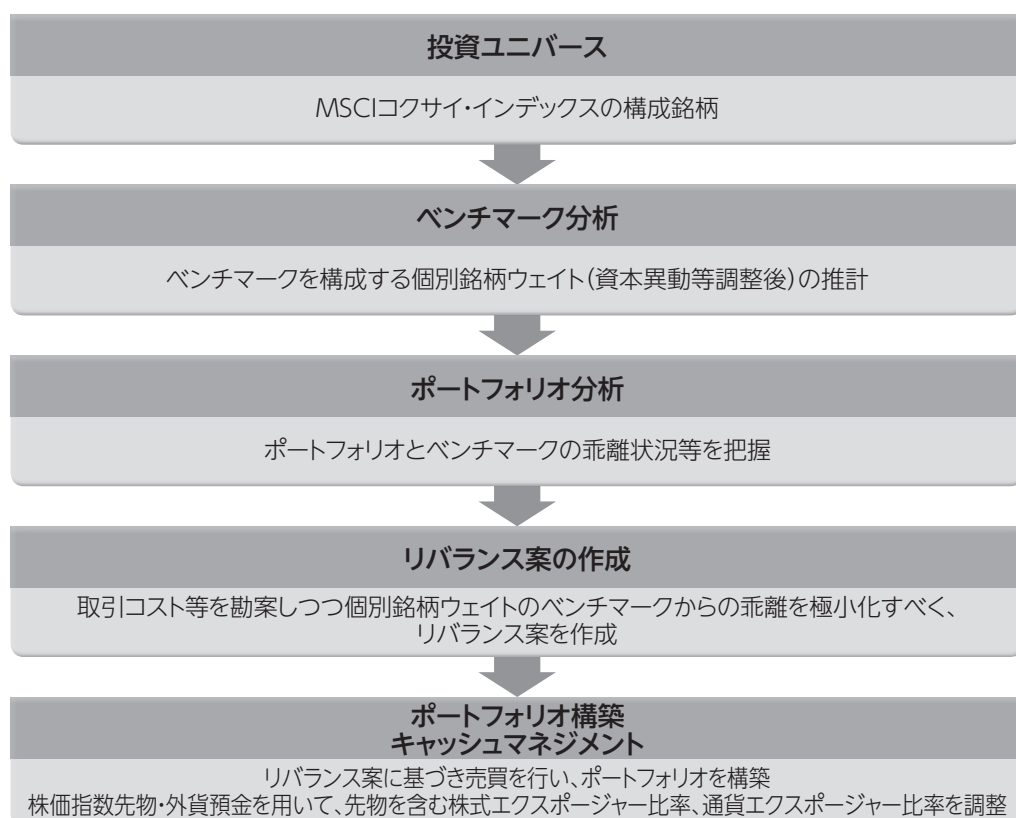 投資ユニバース
MSCIコクサイ・インデックスの構成銘柄
ベンチマーク分析
ベンチマークを構成する個別銘柄ウェイト(資本異動等調整後)の推計
ポートフォリオ分析
ポートフォリオとベンチマークの乖離状況等を把握
リバランス案の作成
取引コスト等を勘案しつつ個別銘柄ウェイトのベンチマークからの乖離を極小化すべく、
リバランス案を作成
ポートフォリオ構築
キャッシュマネジメント
リバランス案に基づき売買を行い、ポートフォリオを構築
株価指数先物・外貨預金を用いて、先物を含む株式エクスポージャー比率、通貨エクスポージャー比率を調整